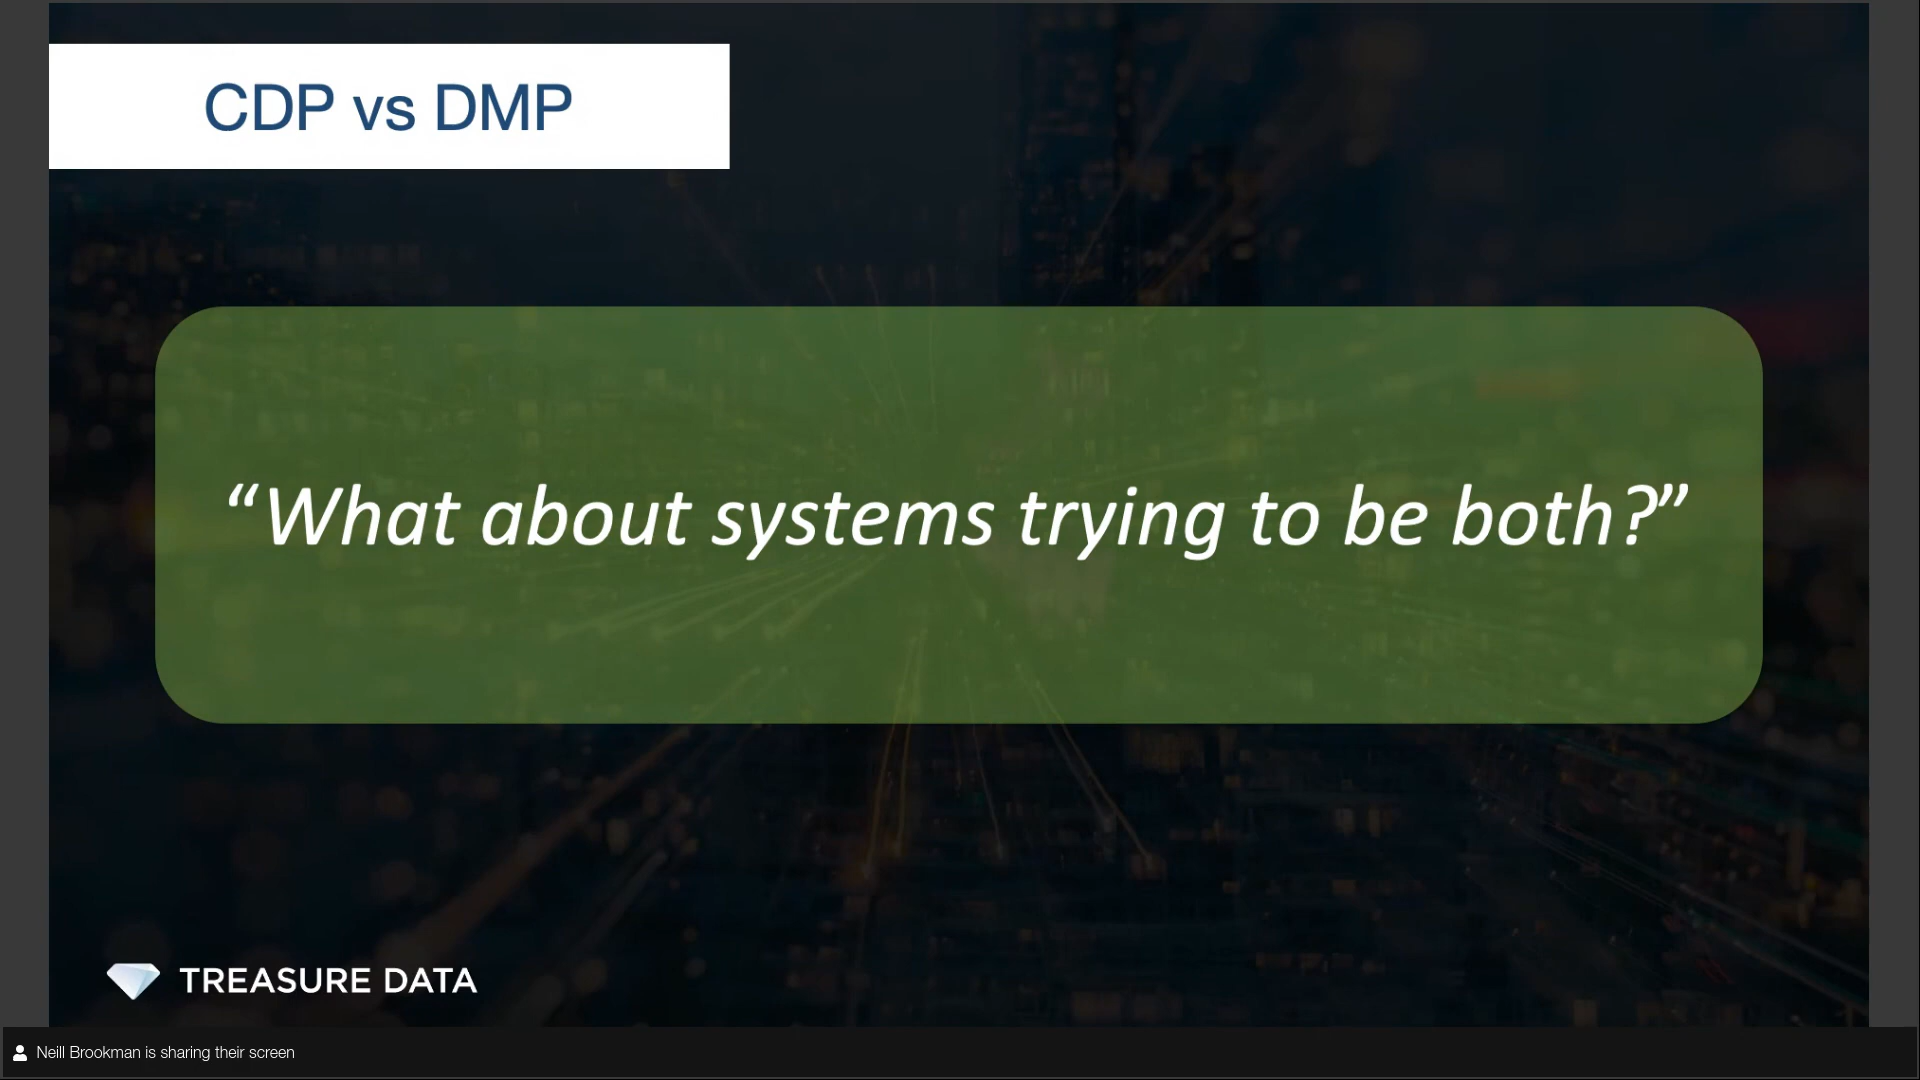 CDP vs DMP
“What about systems trying to be both?”
TREASURE DATA
Neill Brookman is sharing their screen